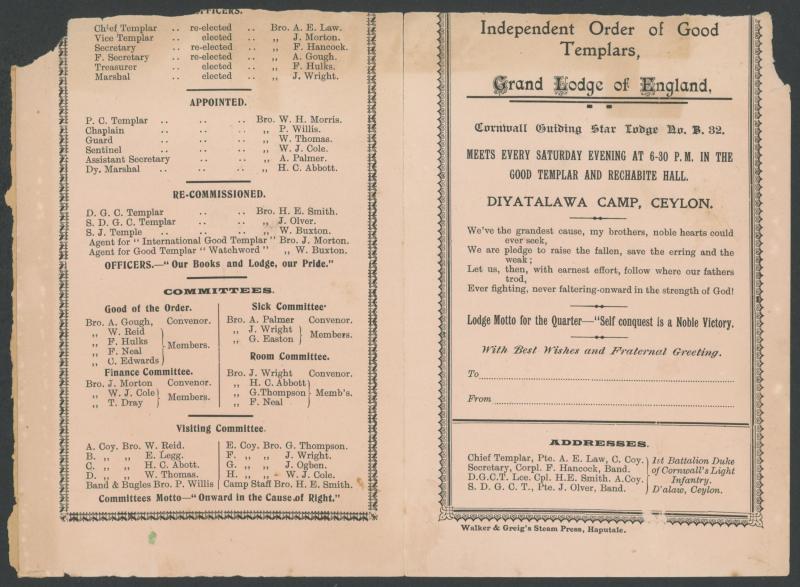 OFFICERS.
Chief Templar .. re-elected .. Bro. A. E. Law.
Vice Templar .. elected .. ,, J. Morton.
Secretary .. re-elected .. ,, F. Hancock.
F. Secretary .. re-elected .. ,, A. Gough.
Treasurer .. elected .. ,, F. Hulks.
Marshal .. elected .. ,, J. Wright.
APPOINTED.
P. C. Templar .. .. .. Bro. W. H. Morris.
Chaplain .. .. .. ,, P. Willis.
Guard .. .. .. ,, W. Thomas.
Sentinel .. .. .. ,, W. J. Cole.
Assistant Secretary .. .. ,, A. Palmer.
Dy. Marshal .. .. .. ,, H. C. Abbott.
RE-COMMISSIONED.
D. G. C. Templar .. .. Bro. H. E. Smith.
S. D. G. C. Templar .. .. ,, J. Olver.
S. J. Temple .. .. ,, W. Buxton.
Agent for "International Good Templar" Bro. J. Morton.
Agent for Good Templar "Watchword" ,, W. Buxton.
OFFICERS.—"Our Books and Lodge, our Pride."
COMMITTEES.
Good of the Order.
Bro. A. Gough, Convenor.
,, W. Reid
,, F. Hulks
,, F. Neal
,, C. Edwards
Members.
Finance Committee.
Bro. J. Morton Convenor.
,, W. J. Cole
,, T. Dray
Members.
Sick Committee.
Bro. A. Palmer Convenor.
,, J. Wright
,, G. Easton
Members.
Room Committee.
Bro. J. Wright Convenor.
,, H. C. Abbott
,, G. Thompson
,, F. Neal
Memb's.
Visiting Committee.
A. Coy. Bro. W. Reid.
B. ,, ,, E. Legg.
C. ,, ,, H. C. Abott.
D. ,, ,, W. Thomas.
Band & Bugles Bro. P. Willis
E. Coy. Bro. G. Thompson.
F. ,, ,, J. Wright.
G. ,, ,, J. Ogben.
H. ,, ,, W. J. Cole.
Camp Staff Bro. H. E. Smith.
Committees Motto—"Onward in the Cause of Right."
Independent Order of Good
Templars,
Grand Lodge of England,
Cornwall Guiding Star Lodge No. B. 32.
MEETS EVERY SATURDAY EVENING AT 6-30 P.M. IN THE
GOOD TEMPLAR AND RECHABITE HALL.
DIYATALAWA CAMP, CEYLON.
We've the grandest cause, my brothers, noble hearts could
ever seek,
We are pledge to raise the fallen, save the erring and the
weak;
Let us, then, with earnest effort, follow where our fathers
trod,
Ever fighting, never faltering-onward in the strength of God!
Lodge Motto for the Quarter—"Self conquest is a Noble Victory.
With Best Wishes and Fraternal Greeting.
To
From
ADDRESSES.
Chief Templar, Pte. A. E. Law, C. Coy.
Secretary, Corpl. F. Hancock, Band.
D.G.C.T. Lce. Cpl. H.E. Smith. A.Coy.
S. D. G. C. T., Pte. J. Olver, Band.
1st Battalion Duke
of Cornwall's Light
Infantry.
D'alaw, Ceylon.
Walker & Greig's Steam Press, Haputale.